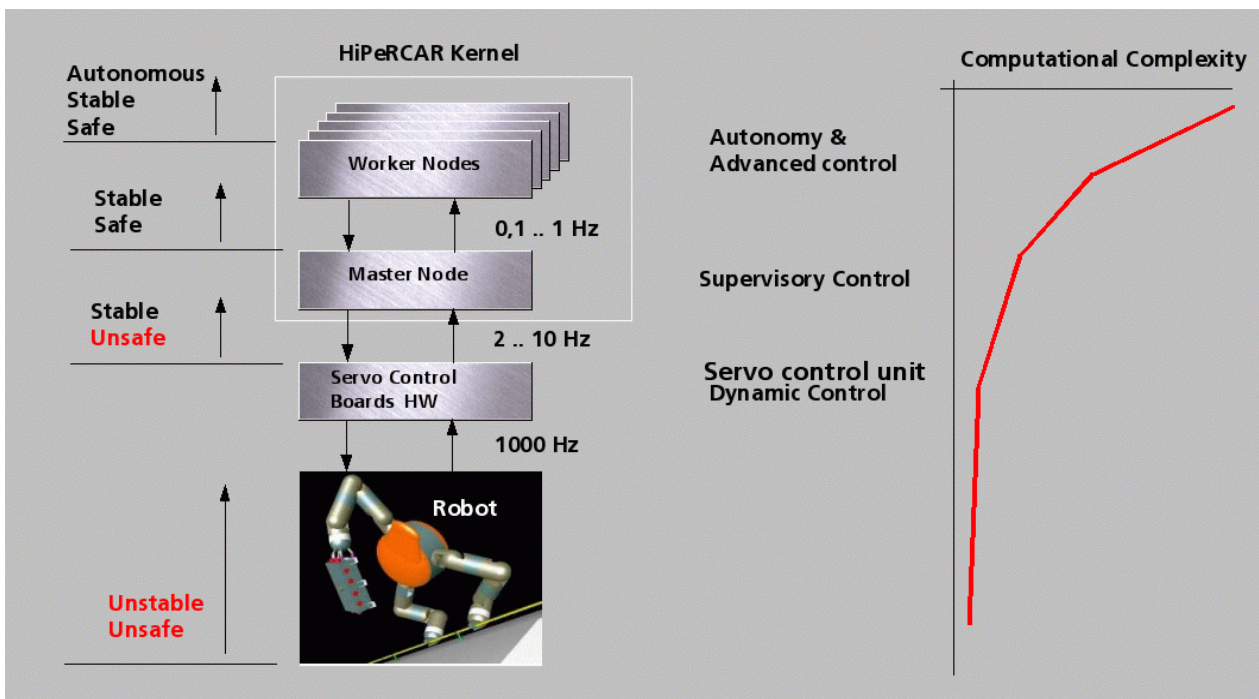 HiPeRCAR Kernel
Computational Complexity
Autonomous
Stable
Safe
Worker Nodes
Autonomy &
Advanced control
Stable
Safe
0,1 .. 1 Hz
Master Node
Supervisory Control
Stable
Unsafe
2 .. 10 Hz
Servo Control
Boards HW
Servo control unit
Dynamic Control
1000 Hz
Robot
Unstable
Unsafe